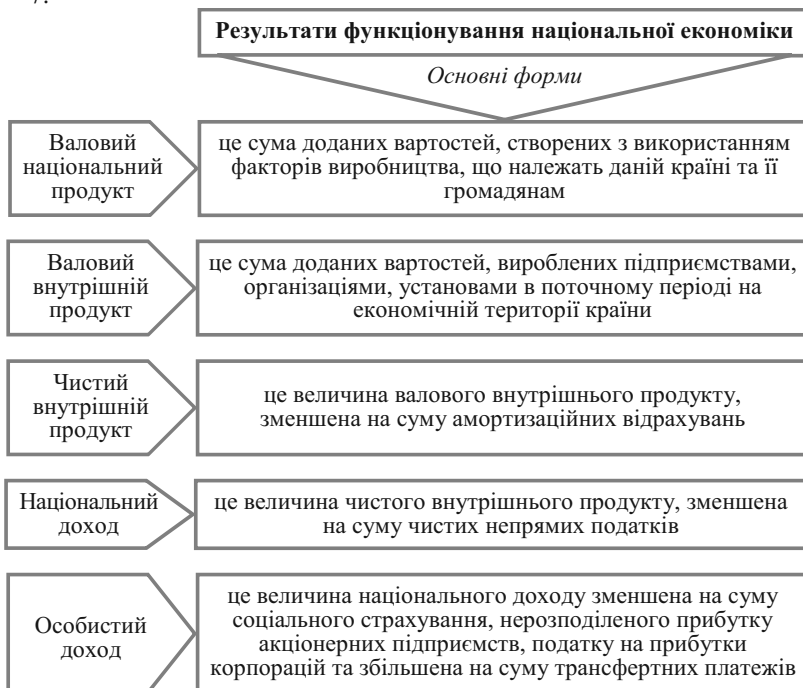 Результати функціонування національної економіки
Основні форми
Валовий
національний
продукт
це сума доданих вартостей, створених з використанням
факторів виробництва, що належать даній країні та її
громадянам
Валовий
внутрішній
продукт
це сума доданих вартостей, вироблених підприємствами,
організаціями, установами в поточному періоді на
економічній території країни
Чистий
внутрішній
продукт
це величина валового внутрішнього продукту,
зменшена на суму амортизаційних відрахувань
Національний
доход
це величина чистого внутрішнього продукту, зменшена
на суму чистих непрямих податків
Особистий
доход
це величина національного доходу зменшена на суму
соціального страхування, нерозподіленого прибутку
акціонерних підприємств, податку на прибутки
корпорацій та збільшена на суму трансфертних платежів